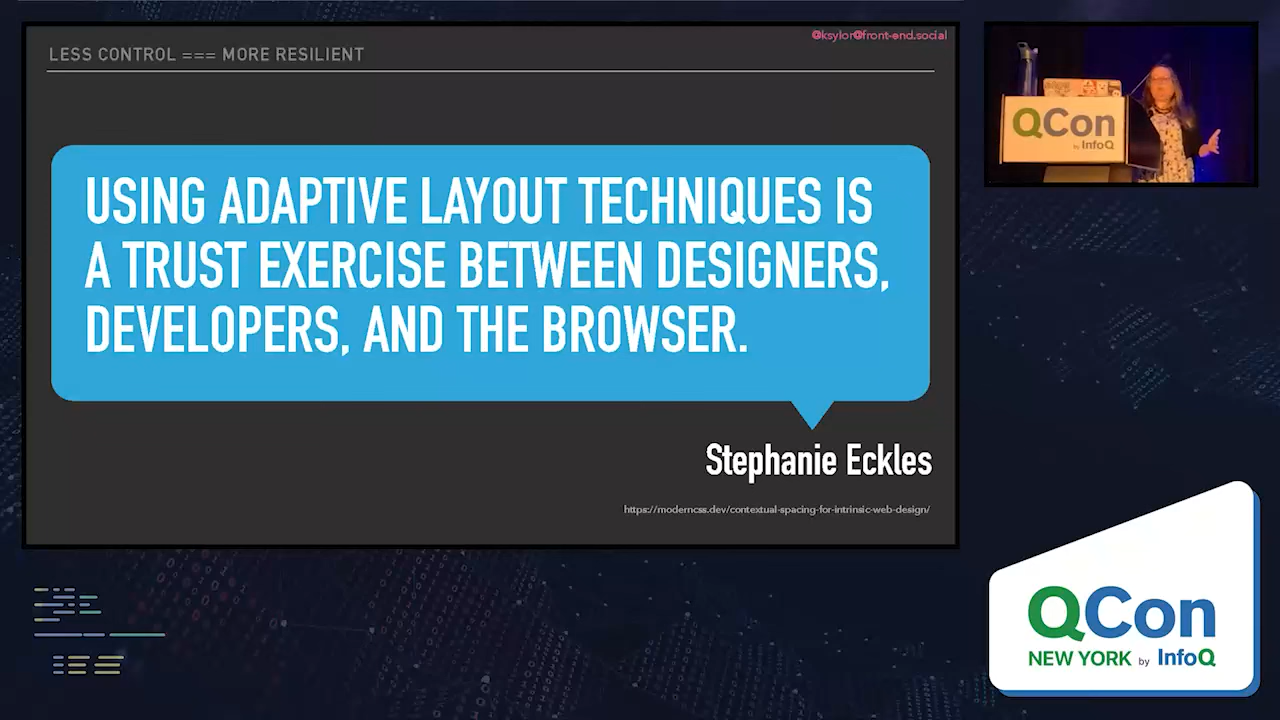 @ksylor@front-end.social
LESS CONTROL === MORE RESILIENT
USING ADAPTIVE LAYOUT TECHNIQUES IS
A TRUST EXERCISE BETWEEN DESIGNERS,
DEVELOPERS, AND THE BROWSER.
Stephanie Eckles
https://moderncss.dev/contextual-spacing-for-intrinsic-web-design/
QCon
by InfoQ
QCon
NEW YORK by InfoQ